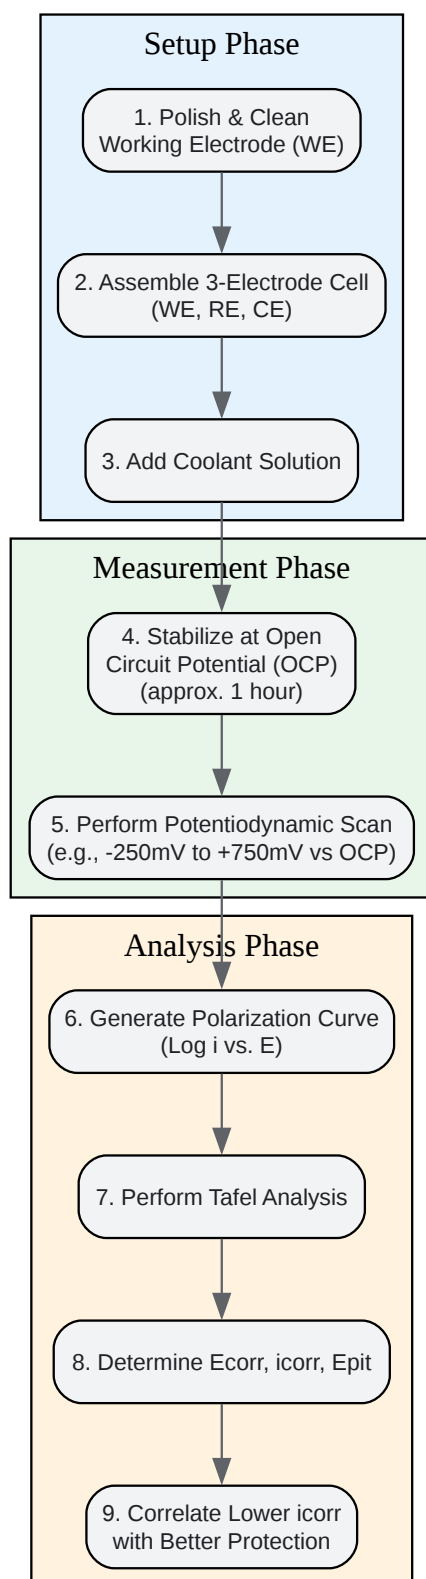 Setup Phase
1. Polish & Clean
Working Electrode (WE)
2. Assemble 3-Electrode Cell
(WE, RE, CE)
3. Add Coolant Solution
Measurement Phase
4. Stabilize at Open
Circuit Potential (OCP)
(approx. 1 hour)
5. Perform Potentiodynamic Scan
(e.g., -250mV to +750mV vs OCP)
Analysis Phase
6. Generate Polarization Curve
(Log i vs. E)
7. Perform Tafel Analysis
8. Determine Ecorr, icorr, Epit
9. Correlate Lower icorr
with Better Protection